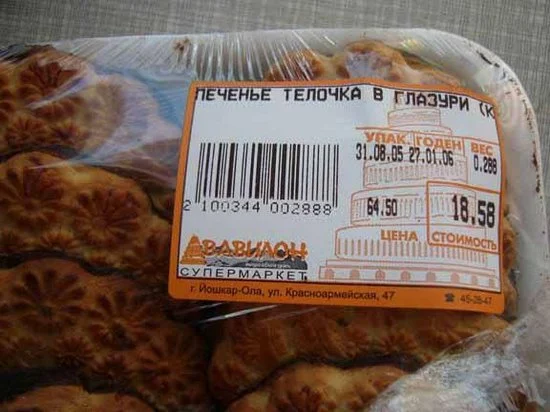 ПЕЧЕНЬЕ ТЕЛОЧКА В ГЛАЗУРИ (К
УПАК. ГОДЕН ВЕС
31.08.05 27.01.06 0.288
64.50 18.58
ЦЕНА СТОИМОСТЬ
2 100344 002888
ВАВИЛОН
СУПЕРМАРКЕТ
г. Йошкар-Ола, ул. Красноармейская, 47
45-26-47